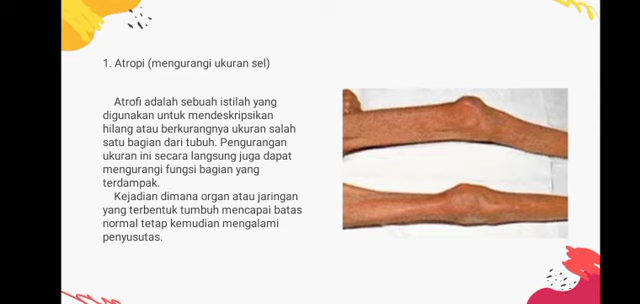 1. Atropi (mengurangi ukuran sel)
Atrofi adalah sebuah istilah yang
digunakan untuk mendeskripsikan
hilang atau berkurangnya ukuran salah
satu bagian dari tubuh. Pengurangan
ukuran ini secara langsung juga dapat
mengurangi fungsi bagian yang
terdampak.
Kejadian dimana organ atau jaringan
yang terbentuk tumbuh mencapai batas
normal tetap kemudian mengalami
penyusutas.